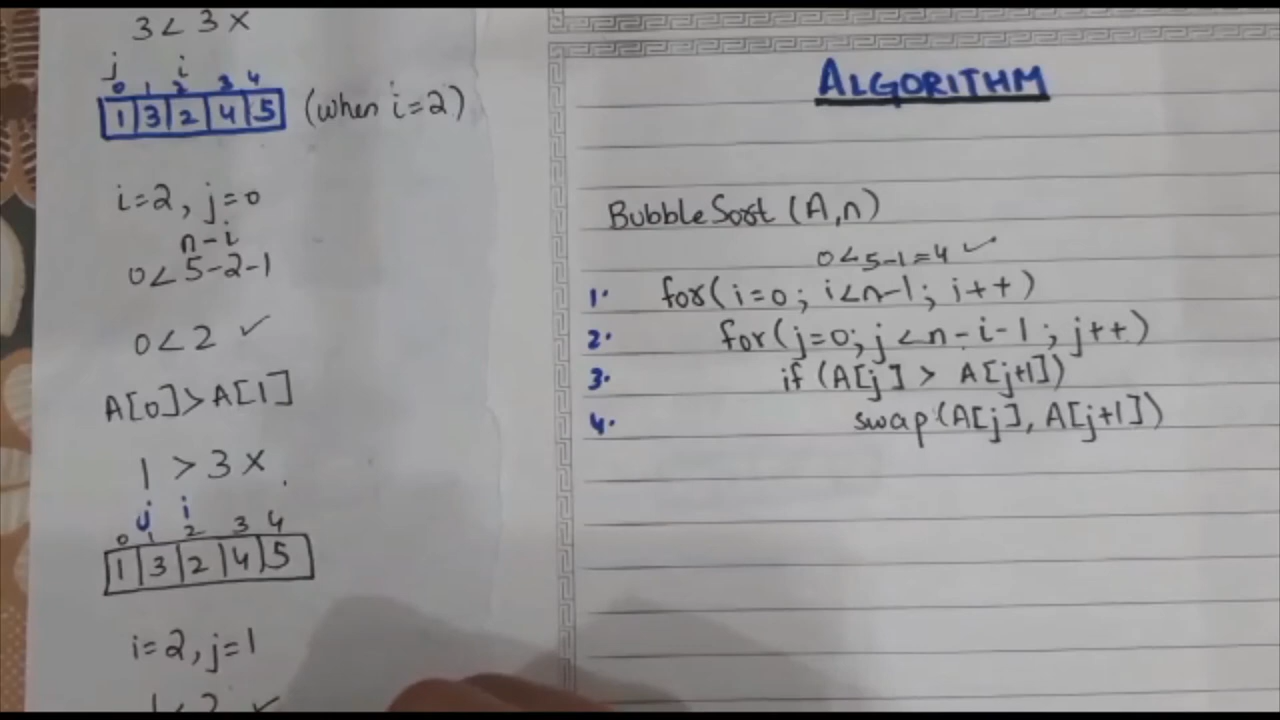 3 < 3 X
j i
0 1 2 3 4
1 3 2 4 5 (when i=2)
i=2, j=0
n-i
0 < 5-2-1
0 < 2 ✓
A[0] > A[1]
1 > 3 X
j i
0 1 2 3 4
1 3 2 4 5
i=2, j=1
1 < 2 ✓
ALGORITHM
BubbleSort (A,n)
0 < 5-1=4 ✓
1. for( i=0; i<n-1; i++)
2. for( j=0; j < n-i-1; j++)
3. if (A[j] > A[j+1])
4. swap(A[j], A[j+1])